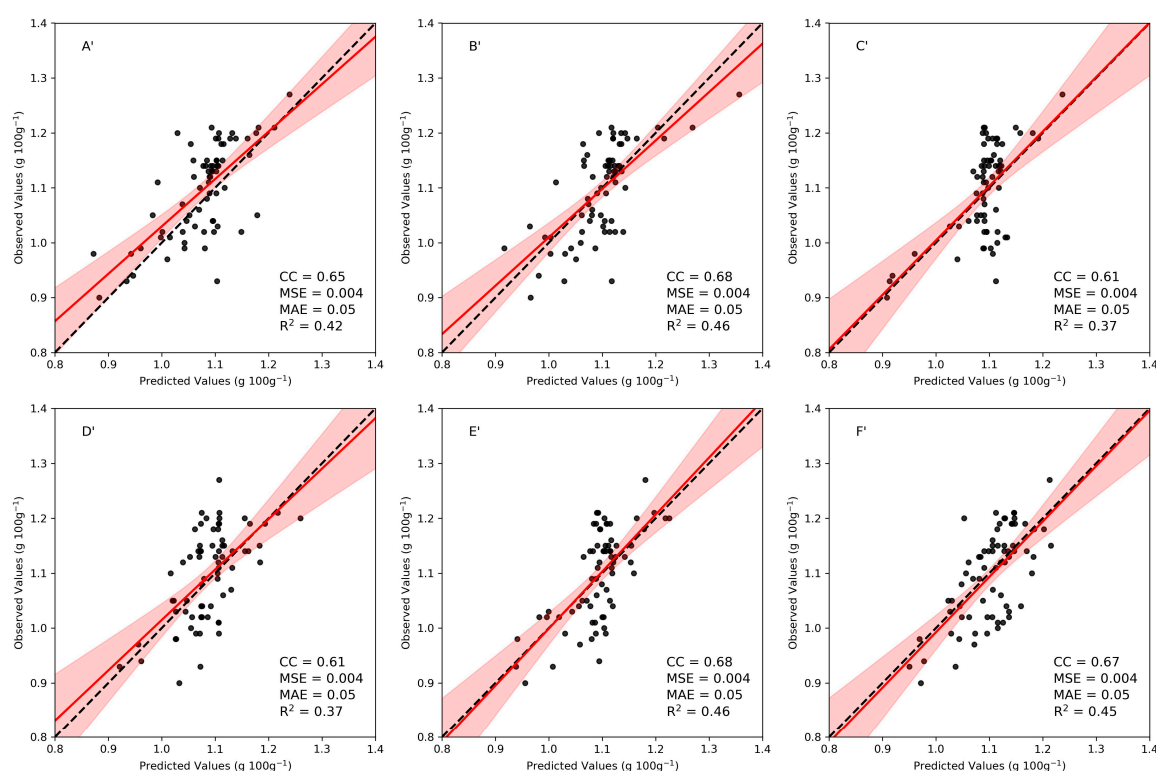 A'
1.4
1.3
1.2
1.1
1.0
0.9
0.8
Observed Values (g 100g⁻¹)
CC = 0.65
MSE = 0.004
MAE = 0.05
R² = 0.42
0.8 0.9 1.0 1.1 1.2 1.3 1.4
Predicted Values (g 100g⁻¹)
B'
1.4
1.3
1.2
1.1
1.0
0.9
0.8
Observed Values (g 100g⁻¹)
CC = 0.68
MSE = 0.004
MAE = 0.05
R² = 0.46
0.8 0.9 1.0 1.1 1.2 1.3 1.4
Predicted Values (g 100g⁻¹)
C'
1.4
1.3
1.2
1.1
1.0
0.9
0.8
Observed Values (g 100g⁻¹)
CC = 0.61
MSE = 0.004
MAE = 0.05
R² = 0.37
0.8 0.9 1.0 1.1 1.2 1.3 1.4
Predicted Values (g 100g⁻¹)
D'
1.4
1.3
1.2
1.1
1.0
0.9
0.8
Observed Values (g 100g⁻¹)
CC = 0.61
MSE = 0.004
MAE = 0.05
R² = 0.37
0.8 0.9 1.0 1.1 1.2 1.3 1.4
Predicted Values (g 100g⁻¹)
E'
1.4
1.3
1.2
1.1
1.0
0.9
0.8
Observed Values (g 100g⁻¹)
CC = 0.68
MSE = 0.004
MAE = 0.05
R² = 0.46
0.8 0.9 1.0 1.1 1.2 1.3 1.4
Predicted Values (g 100g⁻¹)
F'
1.4
1.3
1.2
1.1
1.0
0.9
0.8
Observed Values (g 100g⁻¹)
CC = 0.67
MSE = 0.004
MAE = 0.05
R² = 0.45
0.8 0.9 1.0 1.1 1.2 1.3 1.4
Predicted Values (g 100g⁻¹)